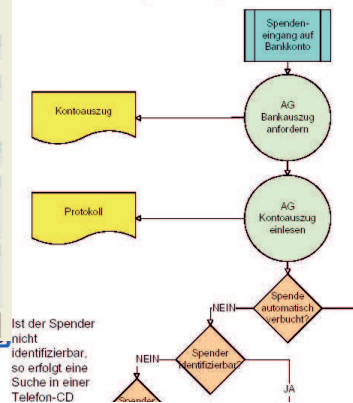 Spenden-
eingang auf
Bankkonto
Kontoauszug
AG
Bankauszug
anfordern
Protokoll
AG
Kontoauszug
einlesen
Spende
automatisch
verbucht?
NEIN
Spender
identifizierbar?
NEIN
JA
Ist der Spender
nicht
identifizierbar,
so erfolgt eine
Suche in einer
Telefon-CD
Spender